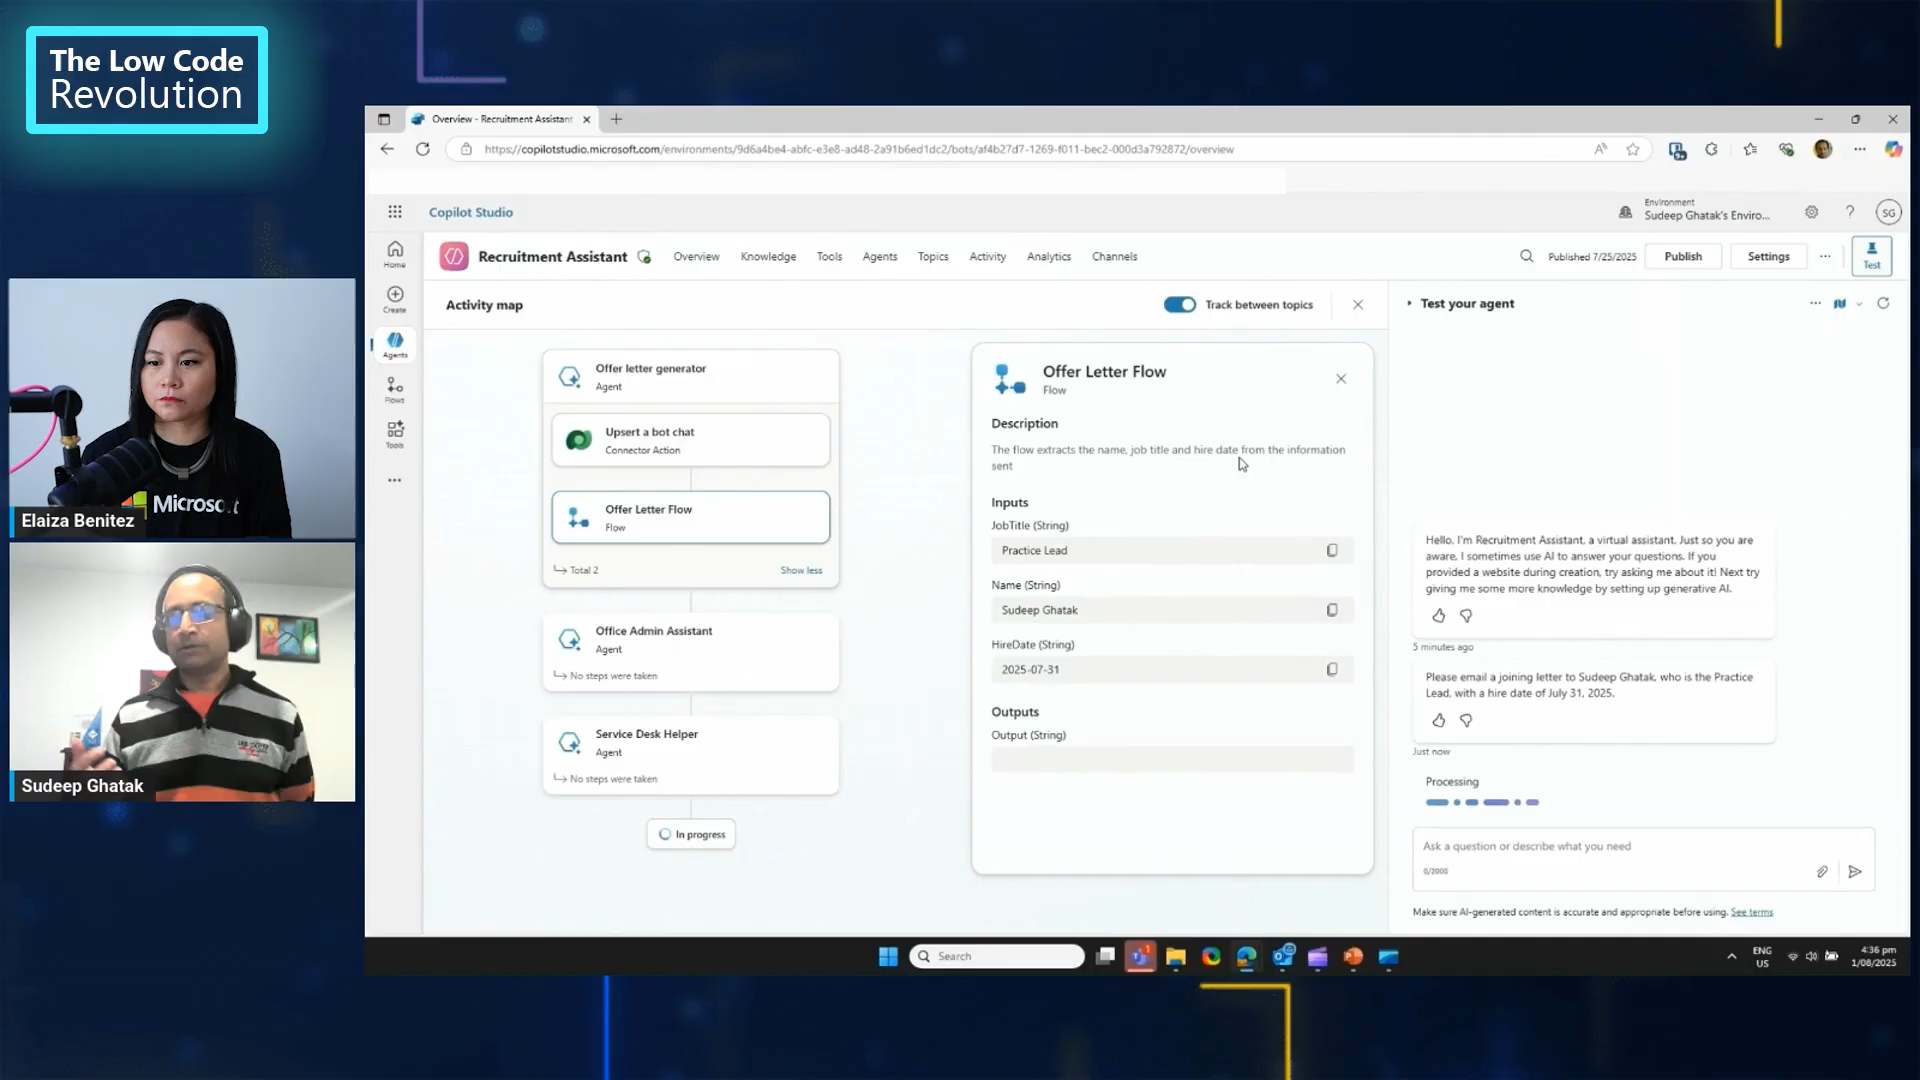 The Low Code
Revolution
Elaiza Benitez
Microsoft
Sudeep Ghatak
Overview - Recruitment Assistant
https://copilotstudio.microsoft.com/environments/9d6a4be4-abfc-e3e8-ad48-2a91b6ed1dc2/bots/af4b27d7-1269-f011-bec2-000d3a792872/overview
Copilot Studio
Environment
Sudeep Ghatak's Enviro...
SG
Home
Create
Agents
Flows
Tools
Recruitment Assistant
Overview
Knowledge
Tools
Agents
Topics
Activity
Analytics
Channels
Published 7/25/2025
Publish
Settings
Test
Activity map
Track between topics
Offer letter generator
Agent
Upsert a bot chat
Connector Action
Offer Letter Flow
Flow
Total 2
Show less
Office Admin Assistant
Agent
No steps were taken
Service Desk Helper
Agent
No steps were taken
In progress
Offer Letter Flow
Flow
Description
The flow extracts the name, job title and hire date from the information
sent
Inputs
JobTitle (String)
Practice Lead
Name (String)
Sudeep Ghatak
HireDate (String)
2025-07-31
Outputs
Output (String)
Test your agent
Hello, I'm Recruitment Assistant, a virtual assistant. Just so you are
aware, I sometimes use AI to answer your questions. If you
provided a website during creation, try asking me about it! Next try
giving me some more knowledge by setting up generative AI.
5 minutes ago
Please email a joining letter to Sudeep Ghatak, who is the Practice
Lead, with a hire date of July 31, 2025.
Just now
Processing
Ask a question or describe what you need
0/2000
Make sure AI-generated content is accurate and appropriate before using. See terms
Search
ENG
US
4:36 pm
1/08/2025